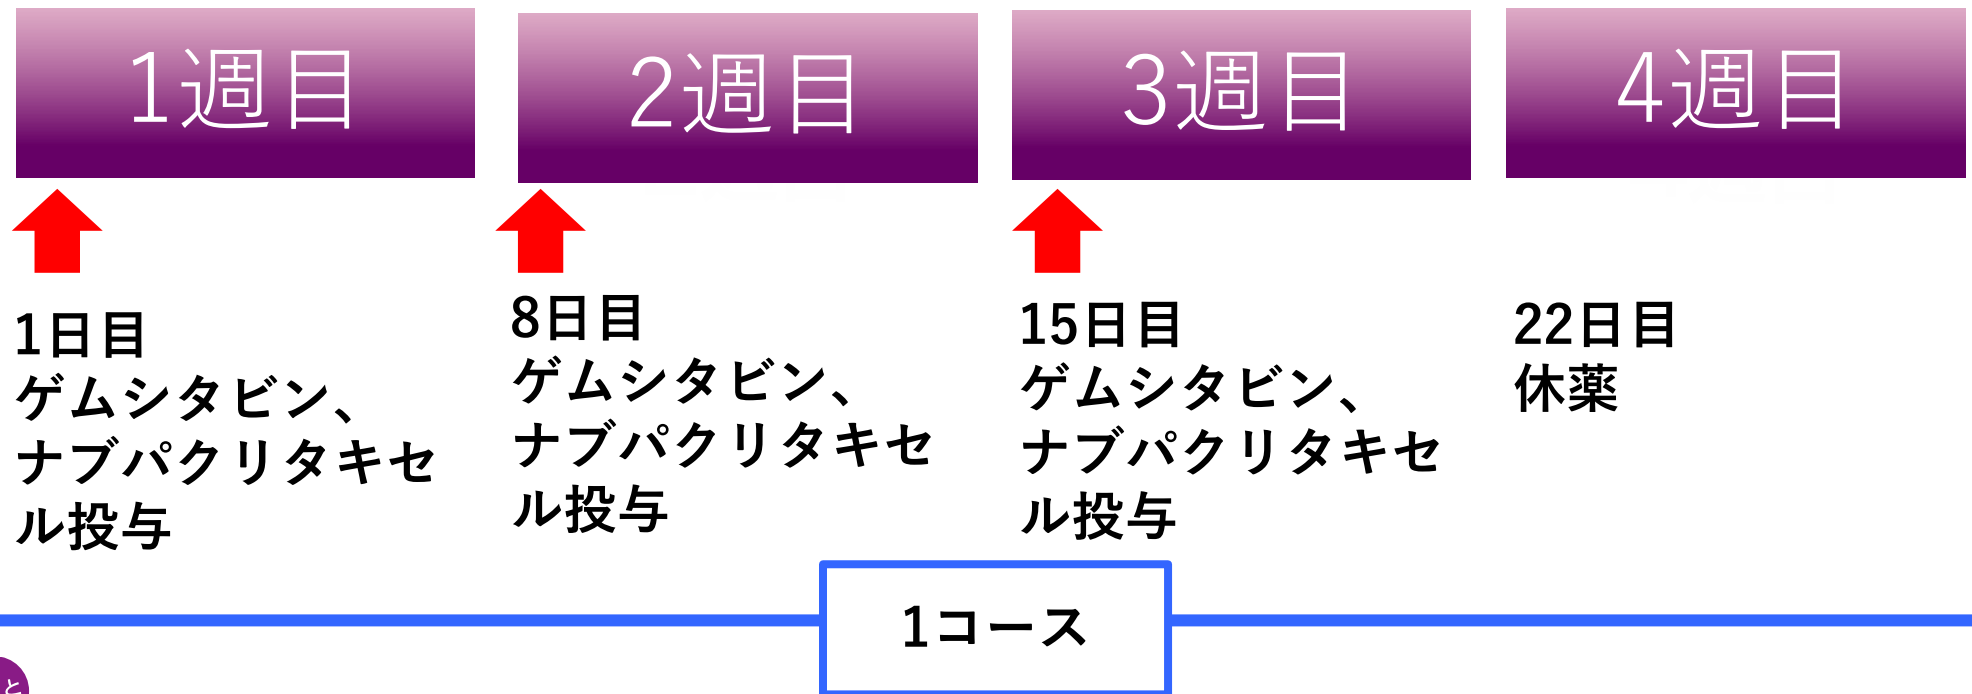 1週目
2週目
3週目
4週目
1日目
ゲムシタビン、
ナブパクリタキセ
ル投与
8日目
ゲムシタビン、
ナブパクリタキセ
ル投与
15日目
ゲムシタビン、
ナブパクリタキセ
ル投与
22日目
休薬
1コース
と